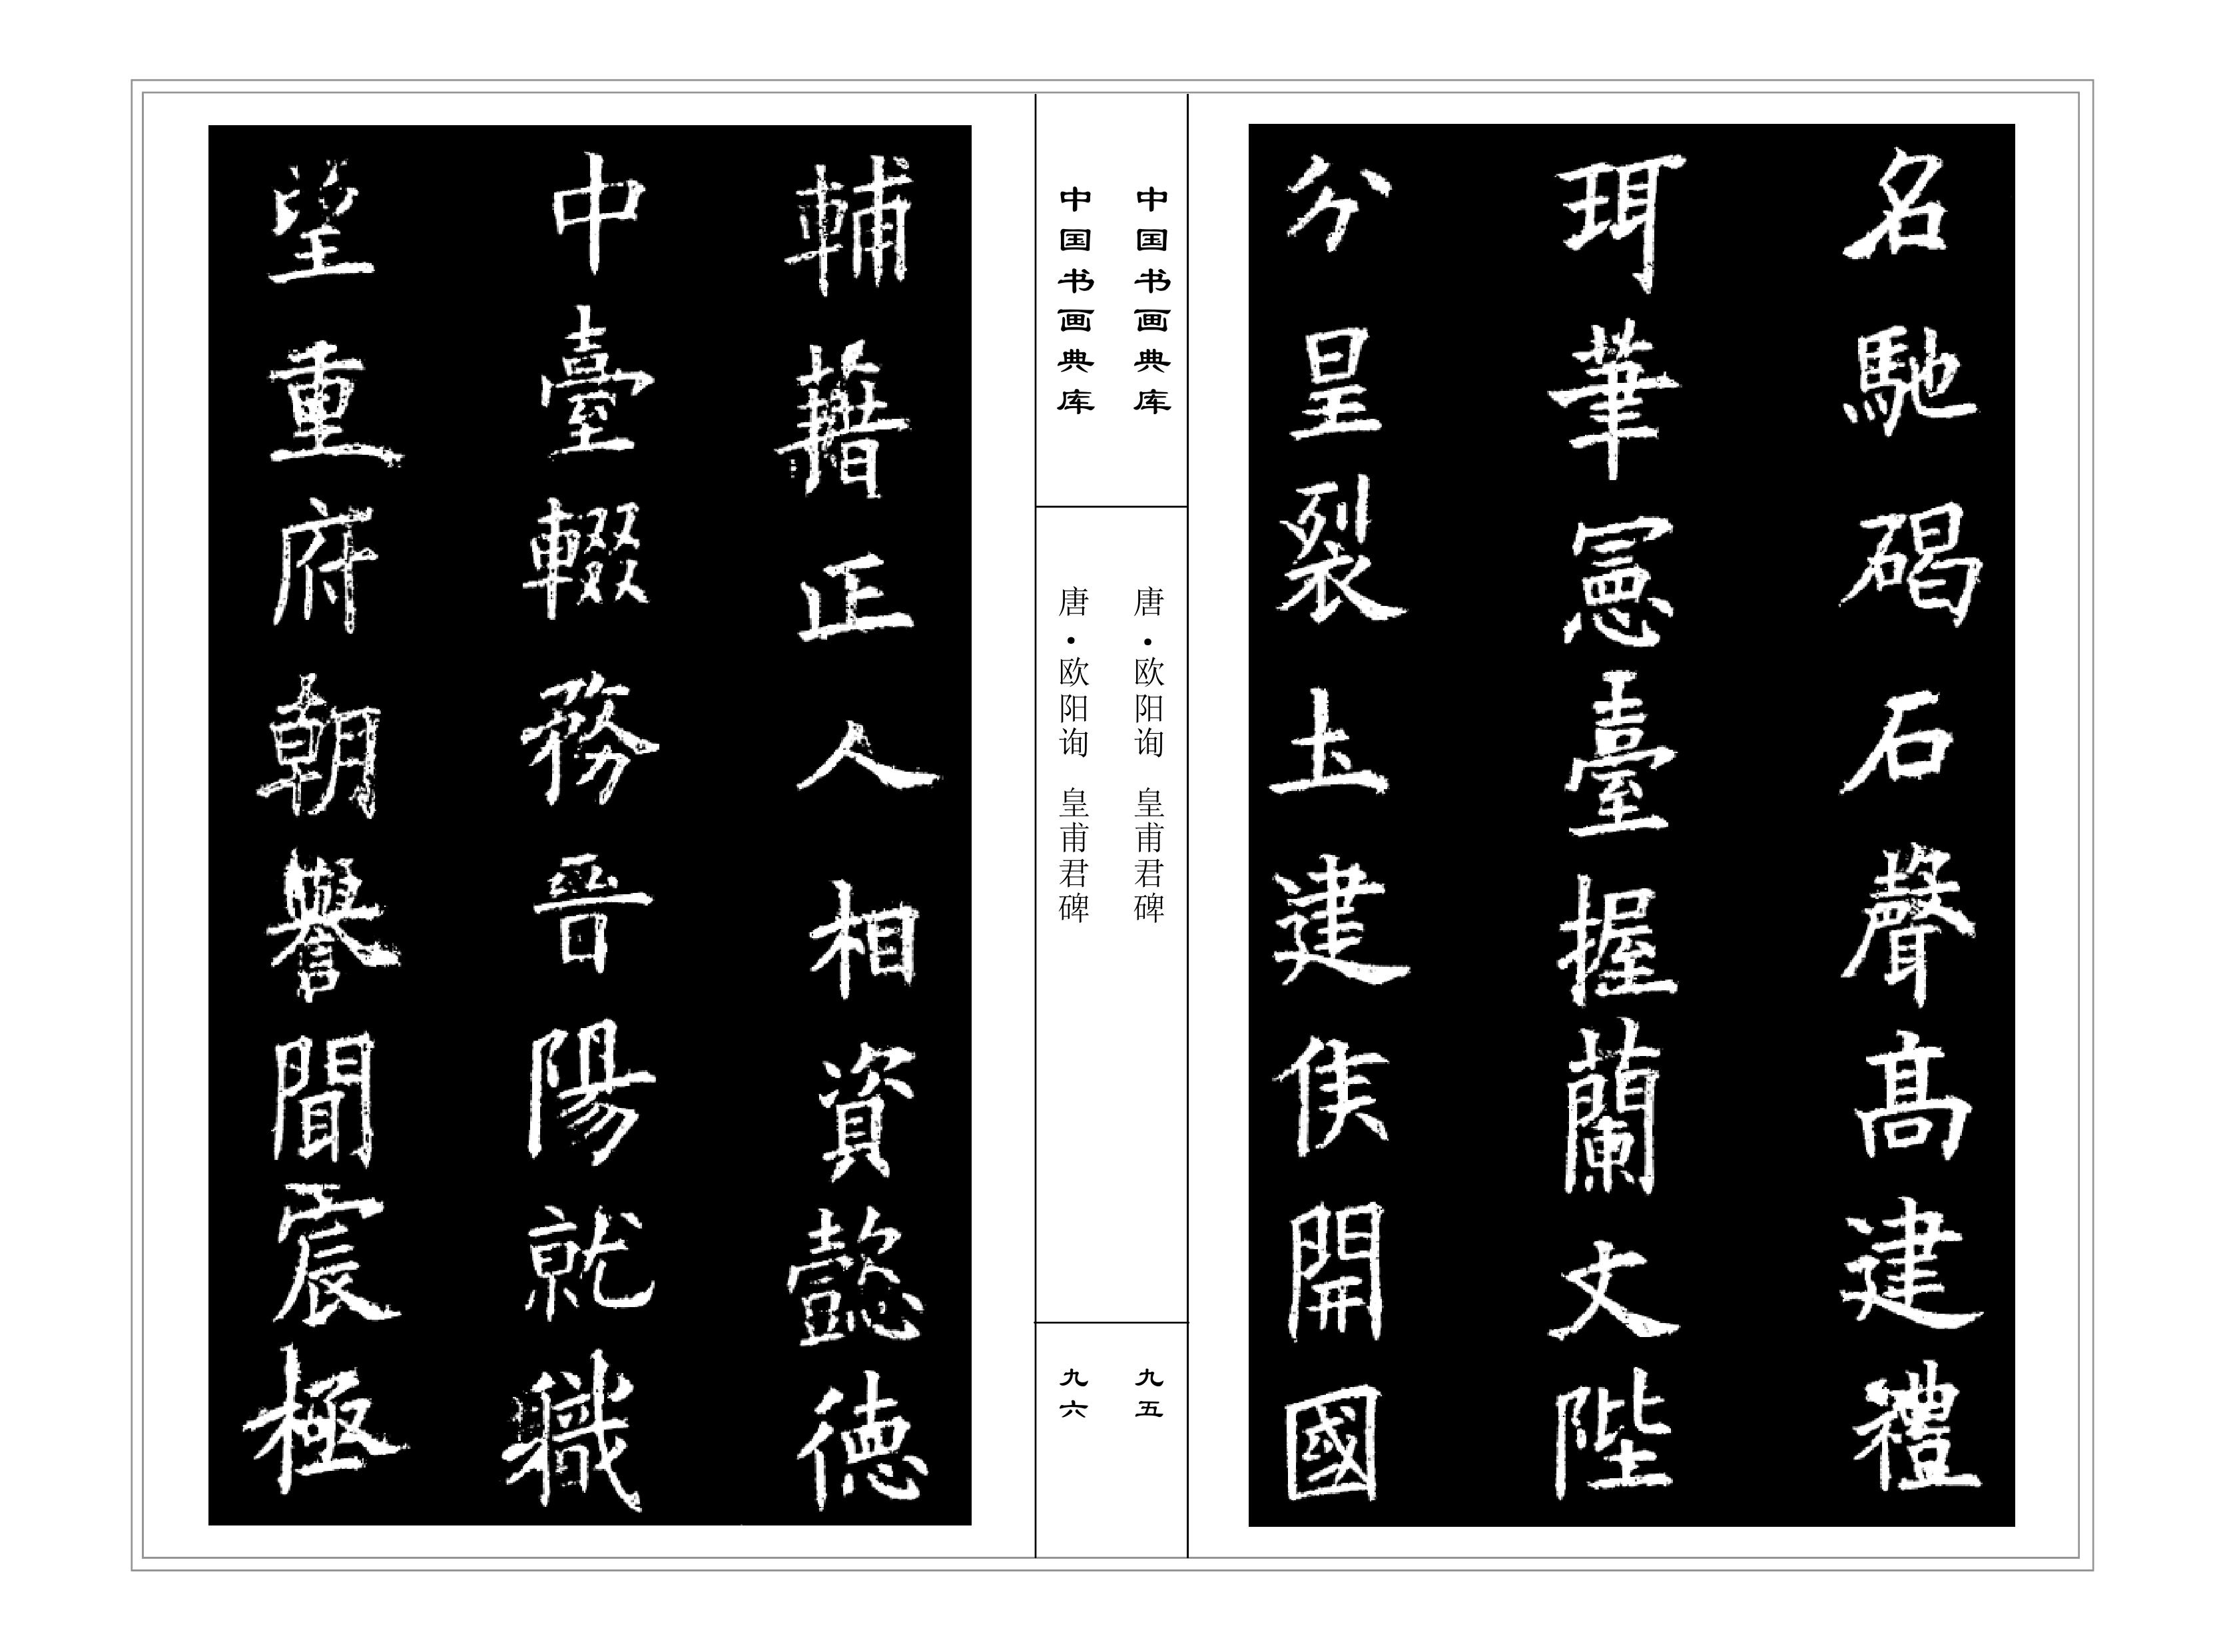 名馳碣石聲高建禮
珥筆憲臺握蘭文陛
分星裂土建侯開國
中国书画典库
唐·欧阳询 皇甫君碑
九五
中国书画典库
唐·欧阳询 皇甫君碑
九六
輔藉正人相資懿德
中臺輟務晉陽就職
望重府朝譽聞宸極